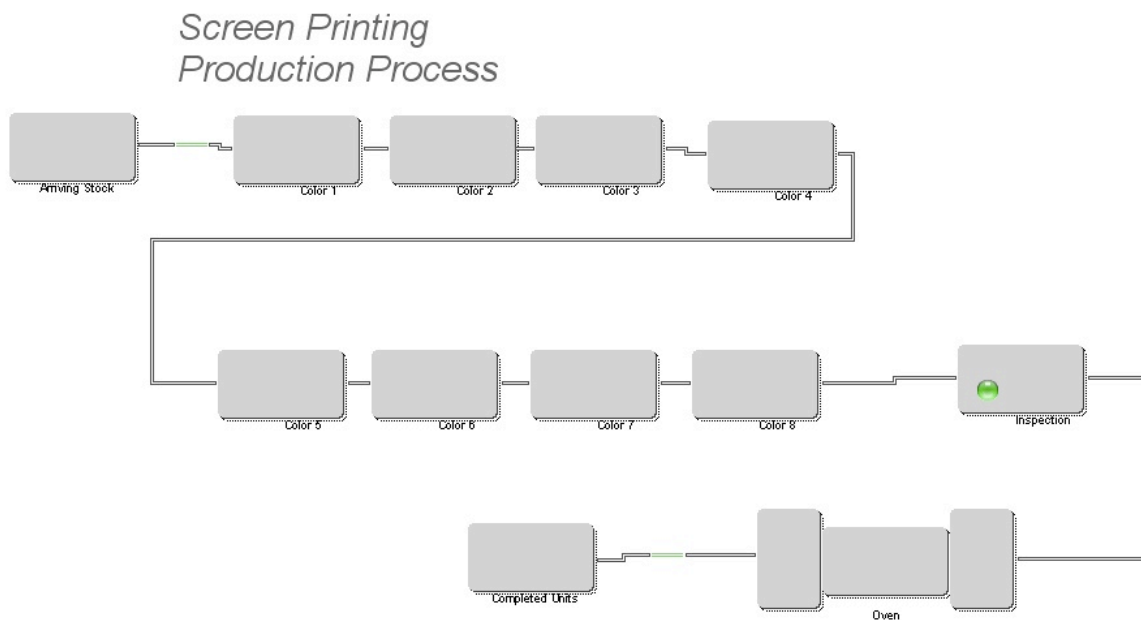 Screen Printing
Production Process
Arriving Stock
Color 1
Color 2
Color 3
Color 4
Color 5
Color 6
Color 7
Color 8
Inspection
Completed Units
Oven